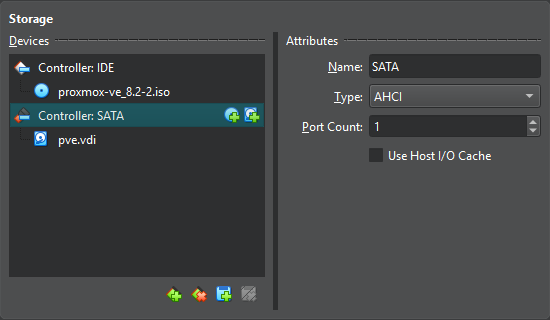 Storage
Devices
Controller: IDE
proxmox-ve_8.2-2.iso
Controller: SATA
pve.vdi
Attributes
Name: SATA
Type: AHCI
Port Count: 1
Use Host I/O Cache